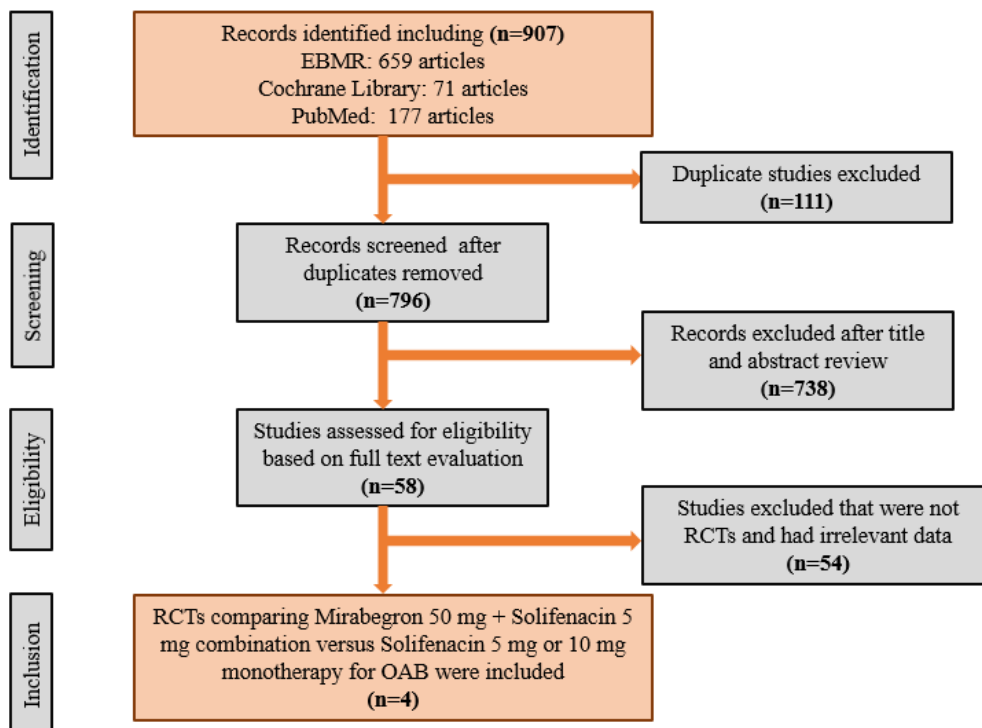 Identification
Records identified including (n=907)
EBMR: 659 articles
Cochrane Library: 71 articles
PubMed: 177 articles
Duplicate studies excluded
(n=111)
Screening
Records screened after
duplicates removed
(n=796)
Records excluded after title
and abstract review
(n=738)
Eligibility
Studies assessed for eligibility
based on full text evaluation
(n=58)
Studies excluded that were not
RCTs and had irrelevant data
(n=54)
Inclusion
RCTs comparing Mirabegron 50 mg + Solifenacin 5
mg combination versus Solifenacin 5 mg or 10 mg
monotherapy for OAB were included
(n=4)